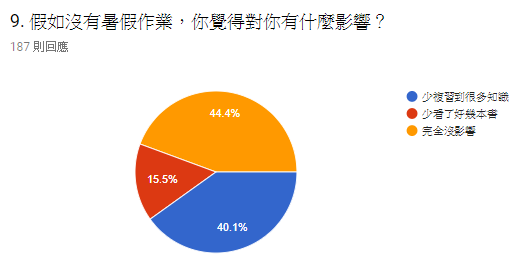 9. 假如沒有暑假作業，你覺得對你有什麼影響？
187 則回應
少複習到很多知識
少看了好幾本書
完全沒影響
44.4%
15.5%
40.1%